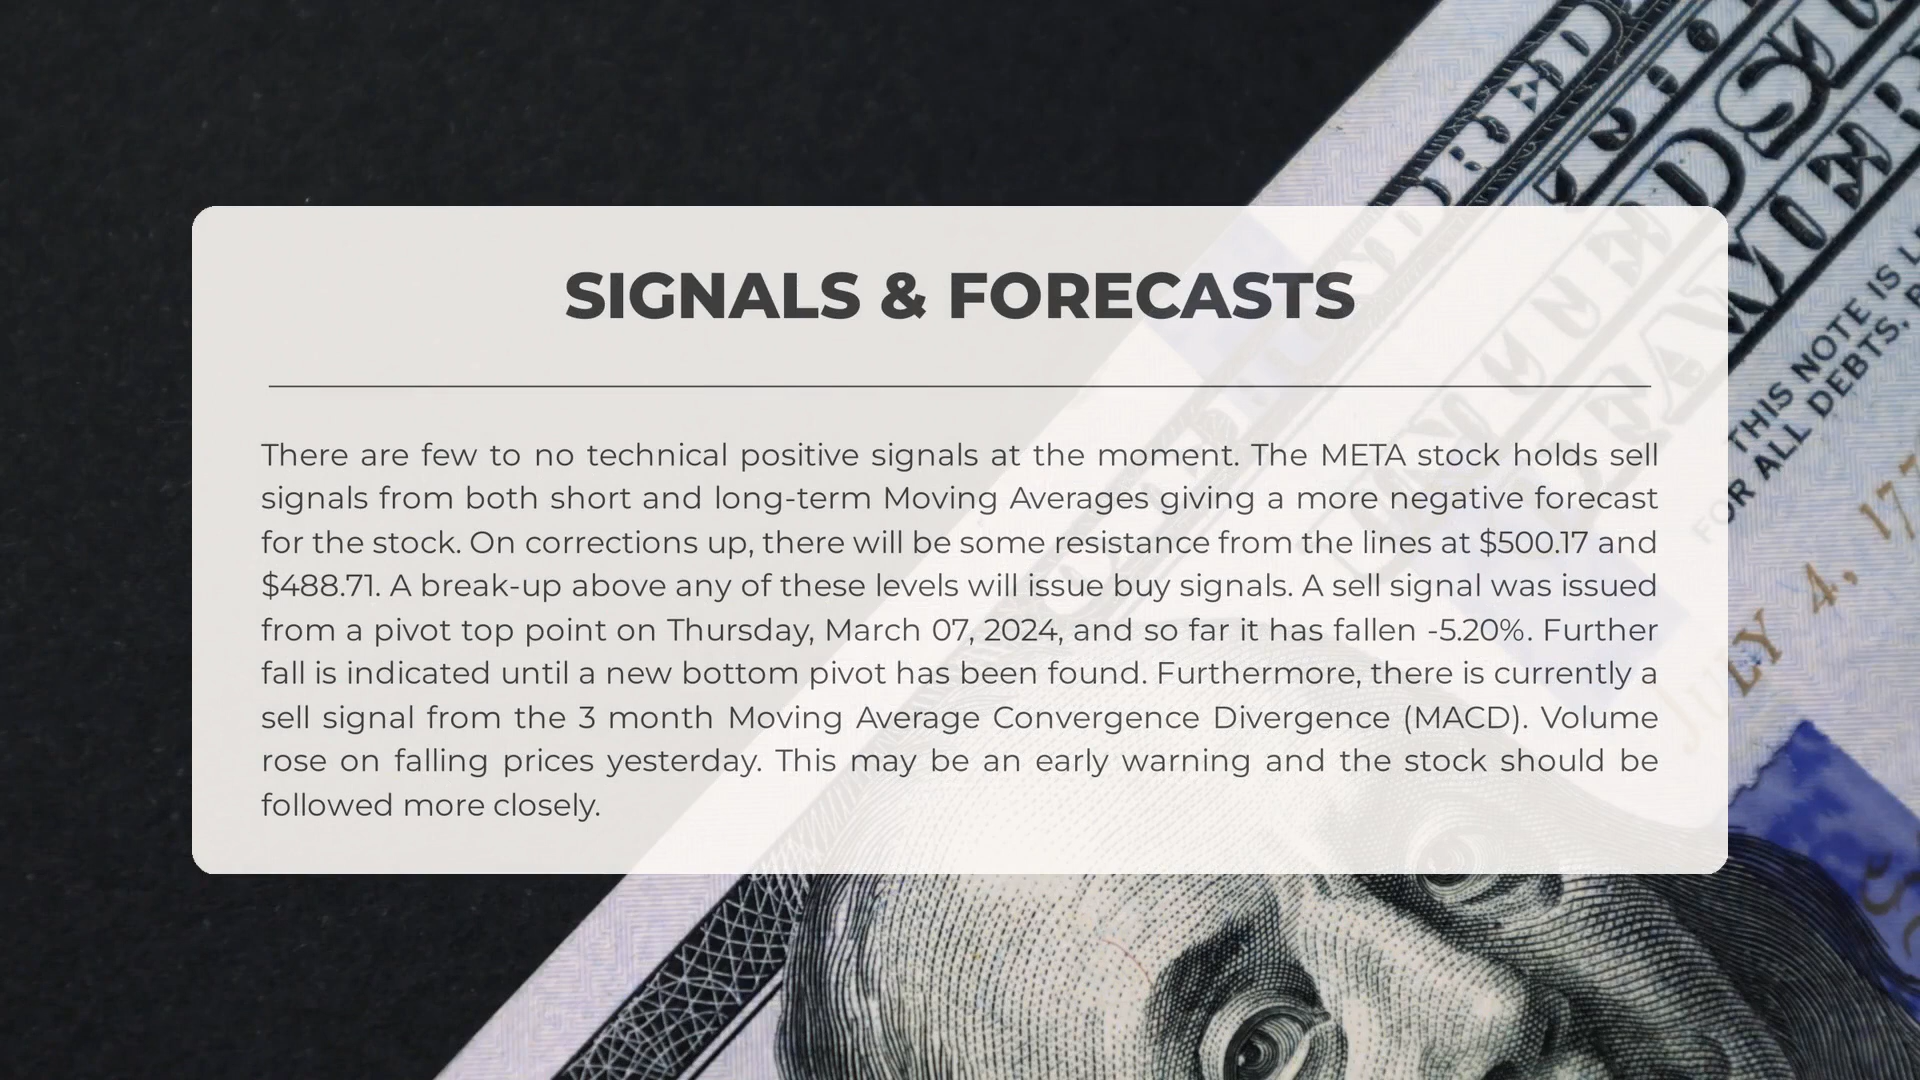 SIGNALS & FORECASTS
There are few to no technical positive signals at the moment. The META stock holds sell
signals from both short and long-term Moving Averages giving a more negative forecast
for the stock. On corrections up, there will be some resistance from the lines at $500.17 and
$488.71. A break-up above any of these levels will issue buy signals. A sell signal was issued
from a pivot top point on Thursday, March 07, 2024, and so far it has fallen -5.20%. Further
fall is indicated until a new bottom pivot has been found. Furthermore, there is currently a
sell signal from the 3 month Moving Average Convergence Divergence (MACD). Volume
rose on falling prices yesterday. This may be an early warning and the stock should be
followed more closely.
THIS NOTE IS
FOR ALL DEBTS,
JULY 4,